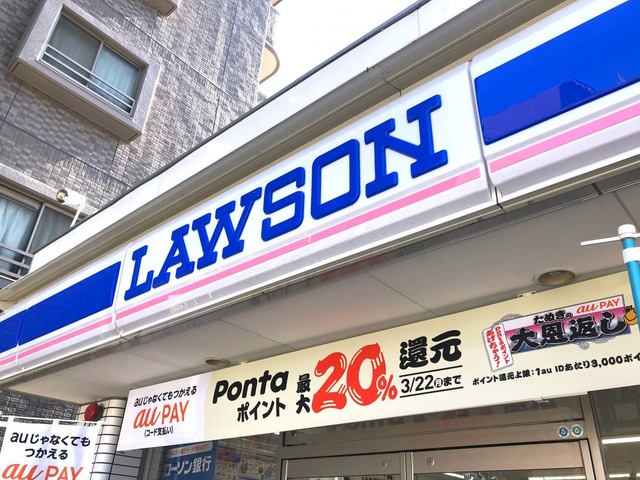 LAWSON
auじゃなくてもつかえる
au PAY
(コード支払い)
Ponta
ポイント
最大
20%
還元
3/22(月)まで
たぬきの
au PAY
大恩返し
ポイント還元上限:1au IDあたり3,000ポイ
auじゃなくても
つかえる
au PAY
ローソン銀行